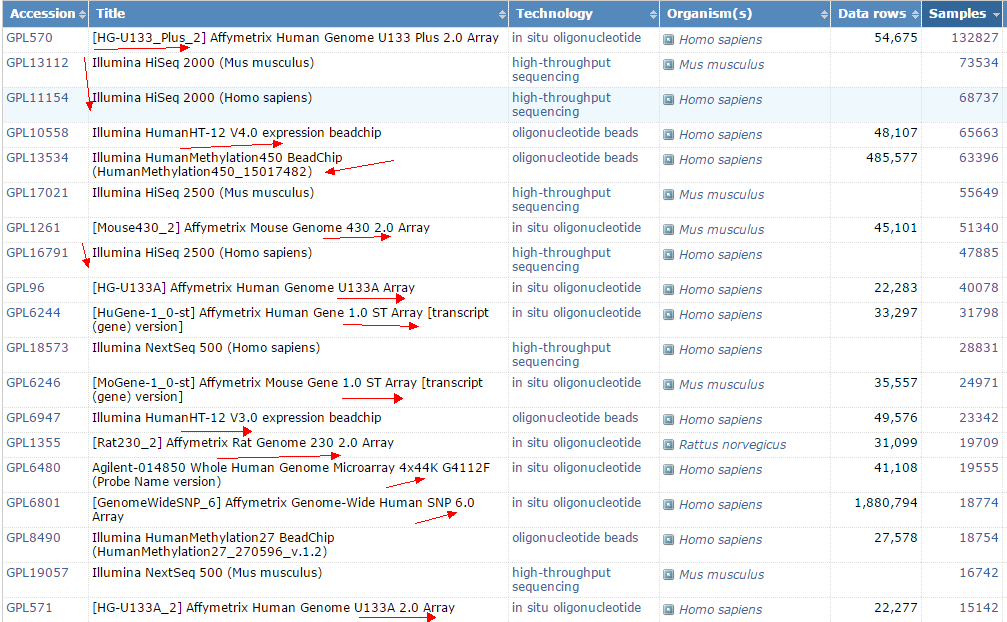 Accession Title Technology Organism(s) Data rows Samples
GPL570 [HG-U133_Plus_2] Affymetrix Human Genome U133 Plus 2.0 Array in situ oligonucleotide Homo sapiens 54,675 132827
GPL13112 Illumina HiSeq 2000 (Mus musculus) high-throughput Mus musculus 73534
sequencing
GPL11154 Illumina HiSeq 2000 (Homo sapiens) high-throughput Homo sapiens 68737
sequencing
GPL10558 Illumina HumanHT-12 V4.0 expression beadchip oligonucleotide beads Homo sapiens 48,107 65663
GPL13534 Illumina HumanMethylation450 BeadChip oligonucleotide beads Homo sapiens 485,577 63396
(HumanMethylation450_15017482)
GPL17021 Illumina HiSeq 2500 (Mus musculus) high-throughput Mus musculus 55649
sequencing
GPL1261 [Mouse430_2] Affymetrix Mouse Genome 430 2.0 Array in situ oligonucleotide Mus musculus 45,101 51340
GPL16791 Illumina HiSeq 2500 (Homo sapiens) high-throughput Homo sapiens 47885
sequencing
GPL96 [HG-U133A] Affymetrix Human Genome U133A Array in situ oligonucleotide Homo sapiens 22,283 40078
GPL6244 [HuGene-1_0-st] Affymetrix Human Gene 1.0 ST Array [transcript in situ oligonucleotide Homo sapiens 33,297 31798
(gene) version]
GPL18573 Illumina NextSeq 500 (Homo sapiens) high-throughput Homo sapiens 28831
sequencing
GPL6246 [MoGene-1_0-st] Affymetrix Mouse Gene 1.0 ST Array [transcript in situ oligonucleotide Mus musculus 35,557 24971
(gene) version]
GPL6947 Illumina HumanHT-12 V3.0 expression beadchip oligonucleotide beads Homo sapiens 49,576 23342
GPL1355 [Rat230_2] Affymetrix Rat Genome 230 2.0 Array in situ oligonucleotide Rattus norvegicus 31,099 19709
GPL6480 Agilent-014850 Whole Human Genome Microarray 4x44K G4112F in situ oligonucleotide Homo sapiens 41,108 19555
(Probe Name version)
GPL6801 [GenomeWideSNP_6] Affymetrix Genome-Wide Human SNP 6.0 in situ oligonucleotide Homo sapiens 1,880,794 18774
Array
GPL8490 Illumina HumanMethylation27 BeadChip oligonucleotide beads Homo sapiens 27,578 18754
(HumanMethylation27_270596_v.1.2)
GPL19057 Illumina NextSeq 500 (Mus musculus) high-throughput Mus musculus 16742
sequencing
GPL571 [HG-U133A_2] Affymetrix Human Genome U133A 2.0 Array in situ oligonucleotide Homo sapiens 22,277 15142